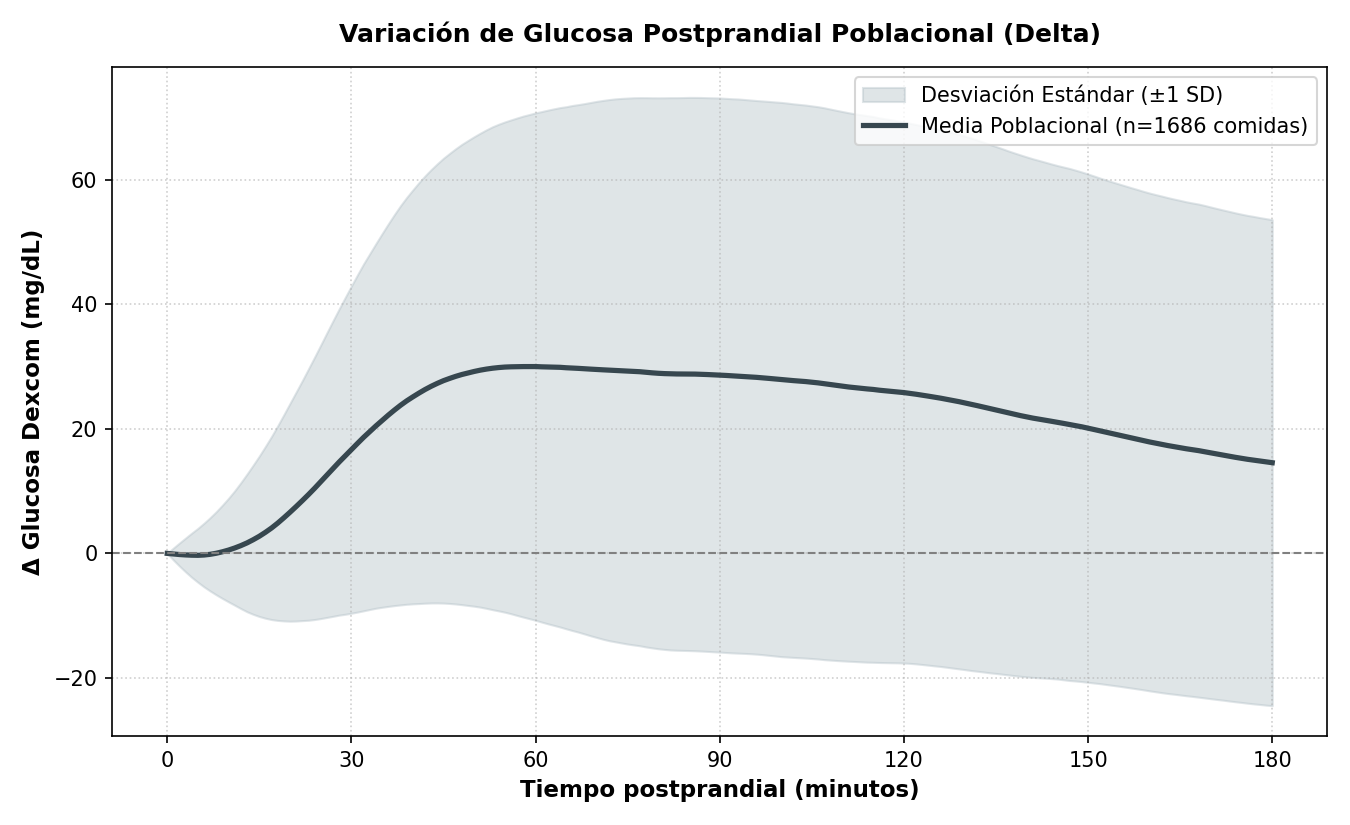 Variación de Glucosa Postprandial Poblacional (Delta)
Desviación Estándar (±1 SD)
Media Poblacional (n=1686 comidas)
Δ Glucosa Dexcom (mg/dL)
60
40
20
0
−20
0 30 60 90 120 150 180
Tiempo postprandial (minutos)